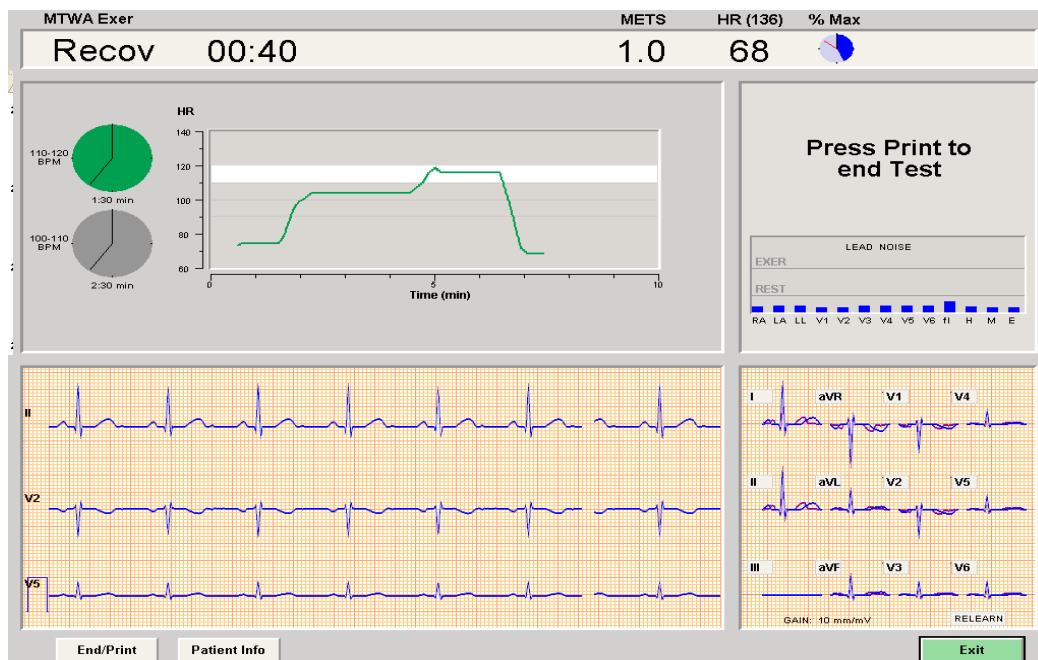 MTWA Exer METS HR (136) % Max
Recov 00:40 1.0 68
HR
140
120
100
80
60
0 5 10
Time (min)
110-120
BPM
1:30 min
100-110
BPM
2:30 min
Press Print to
end Test
LEAD NOISE
EXER
REST
RA LA LL V1 V2 V3 V4 V5 V6 fl H M E
II
V2
V5
I aVR V1 V4
II aVL V2 V5
III aVF V3 V6
GAIN: 10 mm/mV RELEARN
End/Print Patient Info Exit